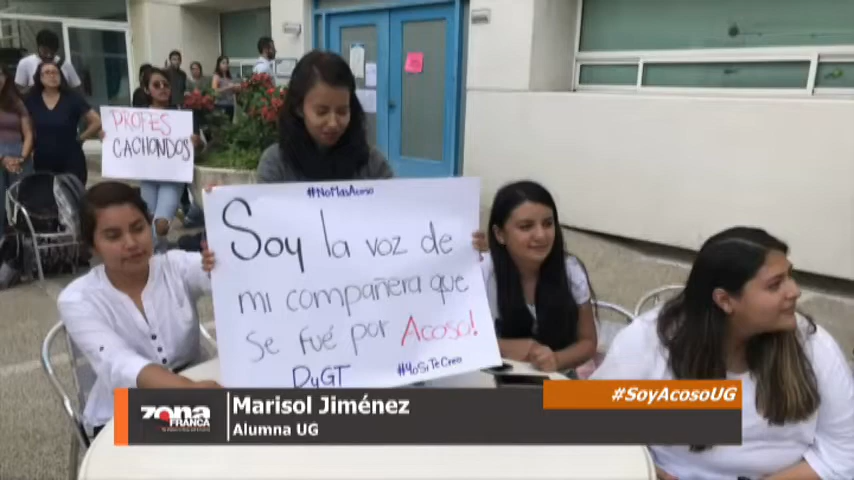 PROFES
CACHONDOS
#NoMasAcoso
Soy la voz de
mi compañera que
se fué por Acoso!
DyGT
#YoSiTeCreo
#SoyAcosoUG
ZONA
FRANCA
Marisol Jiménez
Alumna UG